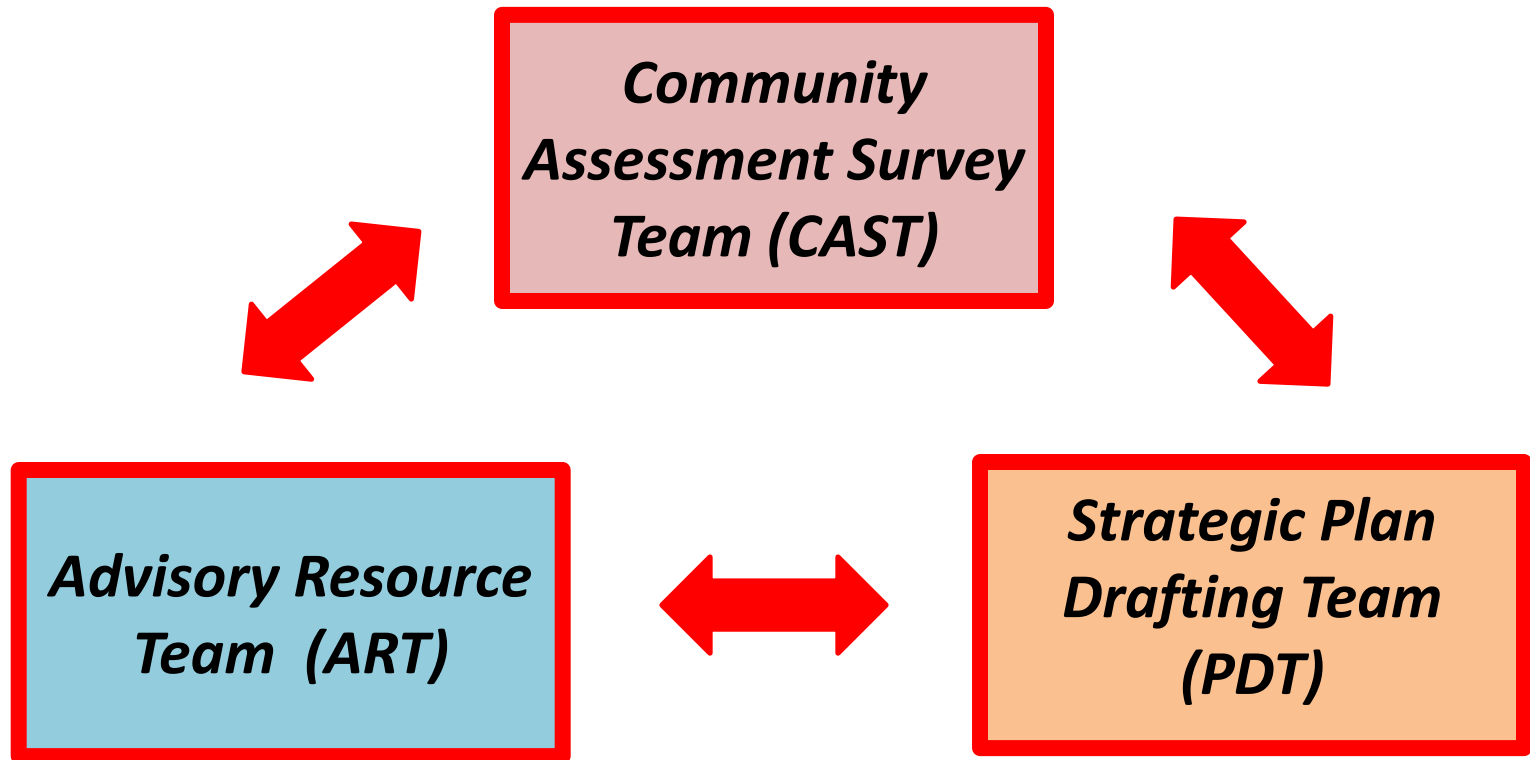 Community
Assessment Survey
Team (CAST)
Advisory Resource
Team  (ART)
Strategic Plan
Drafting Team
(PDT)